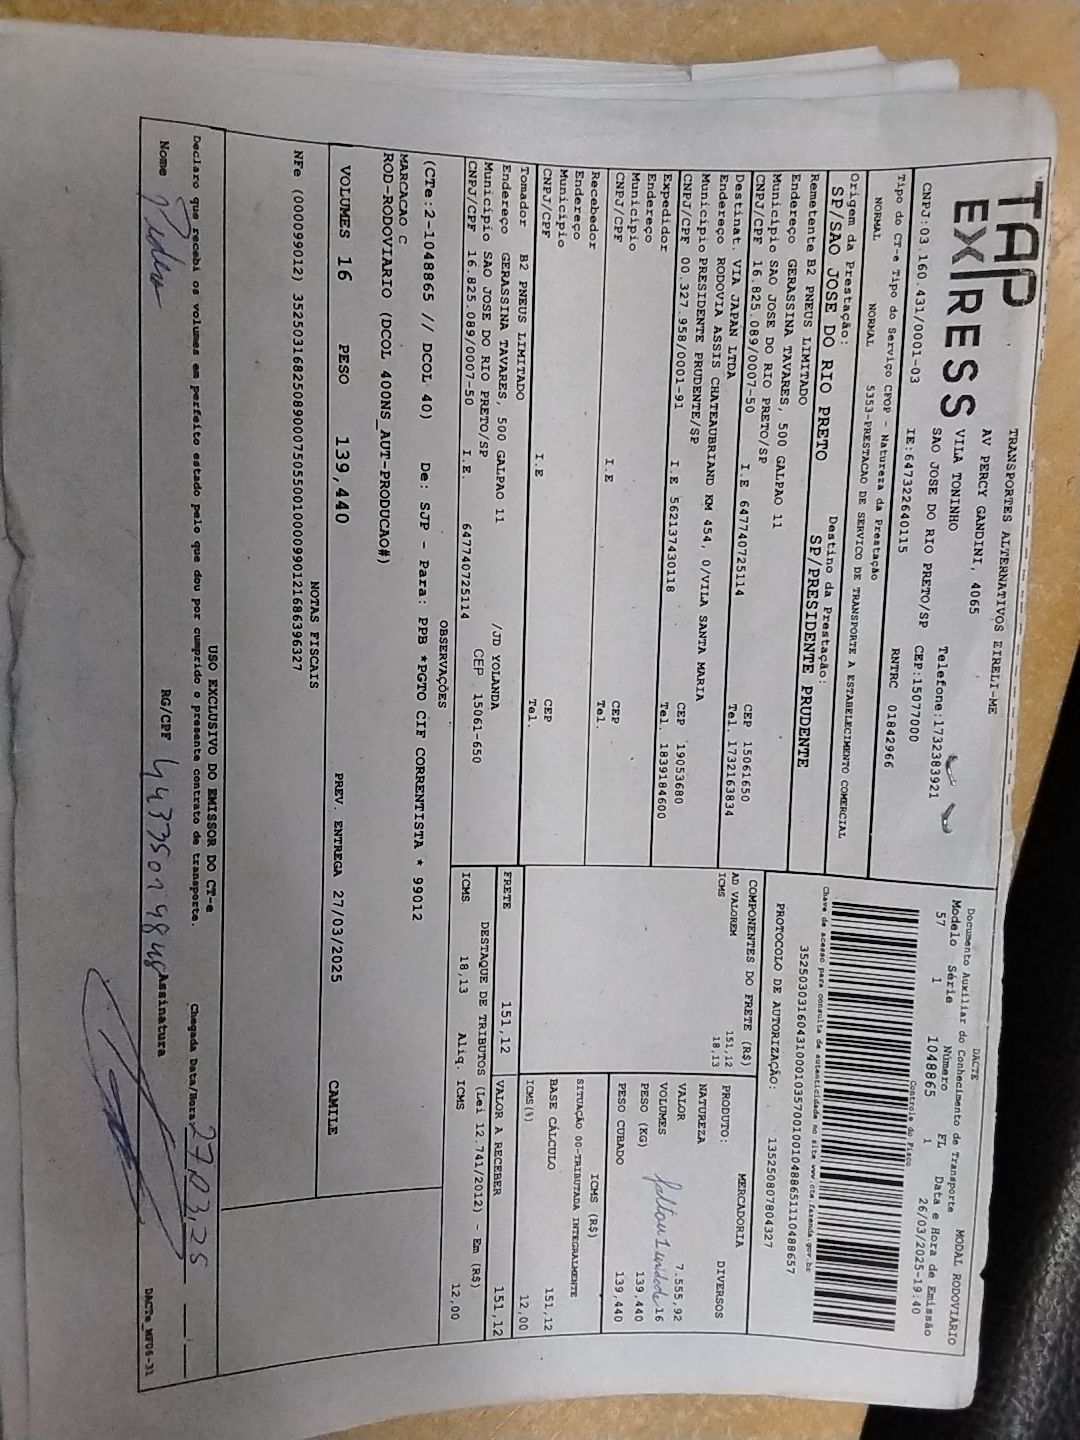 TAP
EXPRESS
TRANSPORTES ALTERNATIVOS EIRELI-ME
AV PERCY GANDINI, 4065
VILA TONINHO
SAO JOSE DO RIO PRETO/SP
Telefone:1732383921
CEP:15077000
CNPJ:03.160.431/0001-03
IE:647322640115
RNTRC 01842966
Tipo do CT-e Tipo do Serviço CFOP - Natureza da Prestação
NORMAL NORMAL 5353-PRESTACAO DE SERVICO DE TRANSPORTE A ESTABELECIMENTO COMERCIAL
Origem da Prestação: Destino da Prestação:
SP/SAO JOSE DO RIO PRETO SP/PRESIDENTE PRUDENTE
Remetente B2 PNEUS LIMITADO
Endereço GERASSINA TAVARES, 500 GALPAO 11
Municipio SAO JOSE DO RIO PRETO/SP CEP 15061650
CNPJ/CPF 16.825.089/0007-50 I.E 647740725114 Tel. 1732163834
Destinat. VIA JAPAN LTDA
Endereço RODOVIA ASSIS CHATEAUBRIAND KM 454, 0/VILA SANTA MARIA
Municipio PRESIDENTE PRUDENTE/SP CEP 19053680
CNPJ/CPF 00.327.958/0001-91 I.E 562137430118 Tel. 1839184600
Expedidor
Endereço
Municipio CEP
CNPJ/CPF I.E Tel.
Recebedor
Endereço
Municipio CEP
CNPJ/CPF I.E Tel.
Tomador B2 PNEUS LIMITADO
Endereço GERASSINA TAVARES, 500 GALPAO 11 /JD YOLANDA
Municipio SAO JOSE DO RIO PRETO/SP CEP 15061-650
CNPJ/CPF 16.825.089/0007-50 I.E. 647740725114
DACTE
Documento Auxiliar do Conhecimento de Transporte MODAL RODOVIÁRIO
Modelo Série Número FL Data e Hora de Emissão
57 1 1048865 1 26/03/2025-19:40
Controle do Fisco
Chave de acesso para consulta de autenticidade no site www.cte.fazenda.gov.br
35250303160431000103570010010488651110488657
PROTOCOLO DE AUTORIZAÇÃO: 135250807804327
COMPONENTES DO FRETE (R$)
AD VALOREM 151,12
ICMS 18,13
PRODUTO: MERCADORIA DIVERSOS
NATUREZA
VALOR 7.555,92
VOLUMES faltou 1 unidade 16
PESO (KG) 139,440
PESO CUBADO 139,440
ICMS (R$)
SITUAÇÃO 00-TRIBUTADA INTEGRALMENTE
BASE CÁLCULO 151,12
ICMS(%) 12,00
FRETE 151,12 VALOR A RECEBER 151,12
DESTAQUE DE TRIBUTOS (Lei 12.741/2012) - Em (R$)
ICMS 18,13 Aliq. ICMS 12,00
OBSERVAÇÕES
(CTe:2-1048865 // DCOL 40) De: SJP - Para: PPB *PGTO CIF CORRENTISTA * 99012
MARCACAO C
ROD-RODOVIARIO (DCOL 400NS_AUT-PRODUCAO#)
VOLUMES 16 PESO 139,440 PREV. ENTREGA 27/03/2025 CAMILE
NOTAS FISCAIS
USO EXCLUSIVO DO EMISSOR DO CT-e
Declaro que recebi os volumes em perfeito estado pelo que dou por cumprido o presente contrato de transporte. Chegada Data/Hora 27,03,25
Nome RG/CPF Assinatura
DACTe_MF06-31